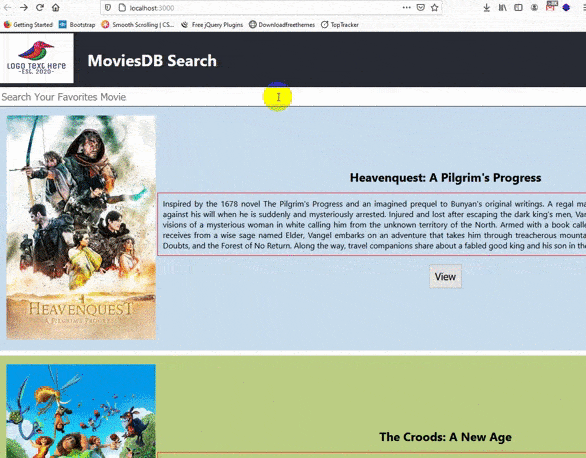 localhost:3000
Getting Started
Bootstrap
Smooth Scrolling | CS...
Free jQuery Plugins
Downloadfreethemes
TopTracker
LOGO TEXT HERE
-EST. 2020-
MoviesDB Search
Search Your Favorites Movie
Heavenquest: A Pilgrim's Progress
Inspired by the 1678 novel The Pilgrim's Progress and an imagined prequel to Bunyan's original writings. A regal ma
against his will when he is suddenly and mysteriously arrested. Injured and lost after escaping the dark king's men, Van
visions of a mysterious woman in white calling him from the unknown territory of the North. Armed with a book calle
receives from a wise sage named Elder, Vangel embarks on an adventure that takes him through treacherous mounta
Doubts, and the Forest of No Return. Along the way, travel companions share about a fabled good king and his son in the
View
HEAVENQUEST
A PILGRIM'S PROGRESS
The Croods: A New Age